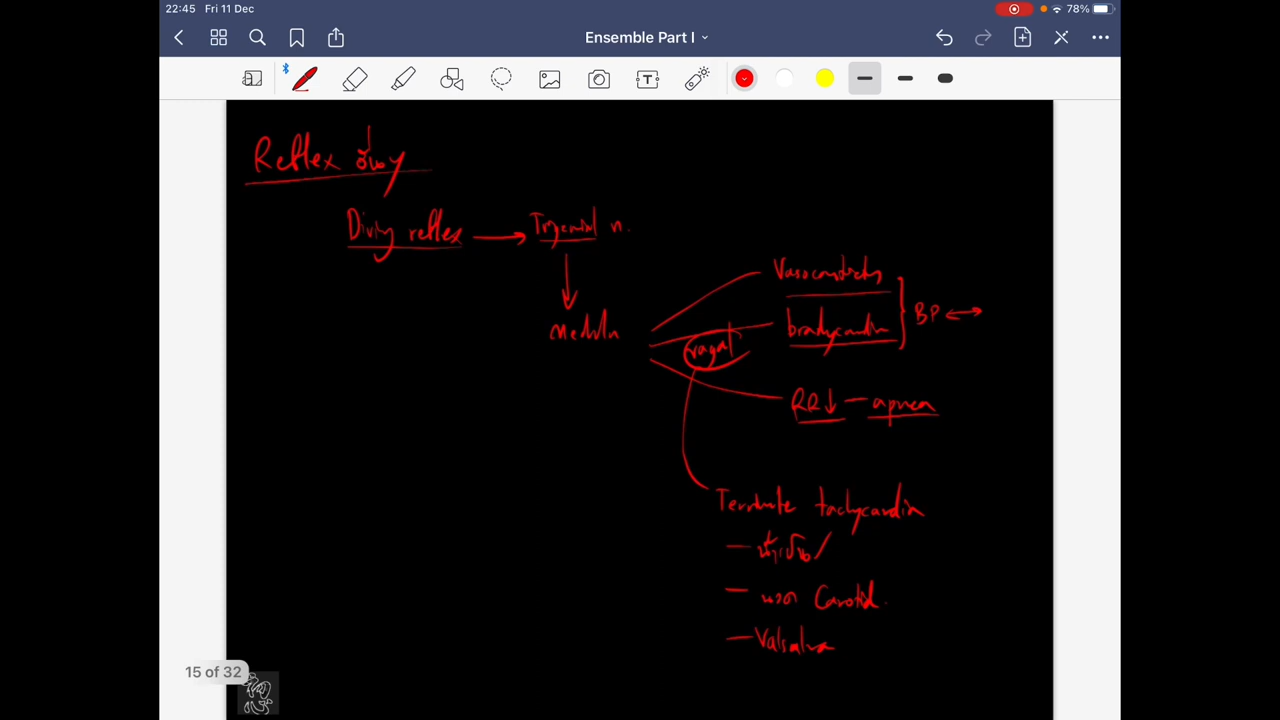 22:45 Fri 11 Dec
78%
Ensemble Part I
Reflex อื่นๆ
Diving reflex → Trigeminal n.
Vasoconstriction
Medulla
bradycardia
BP ↔
vagal
RR↓ — apnea
Terminate tachycardia
— นวด Carotid.
— Valsalva
15 of 32